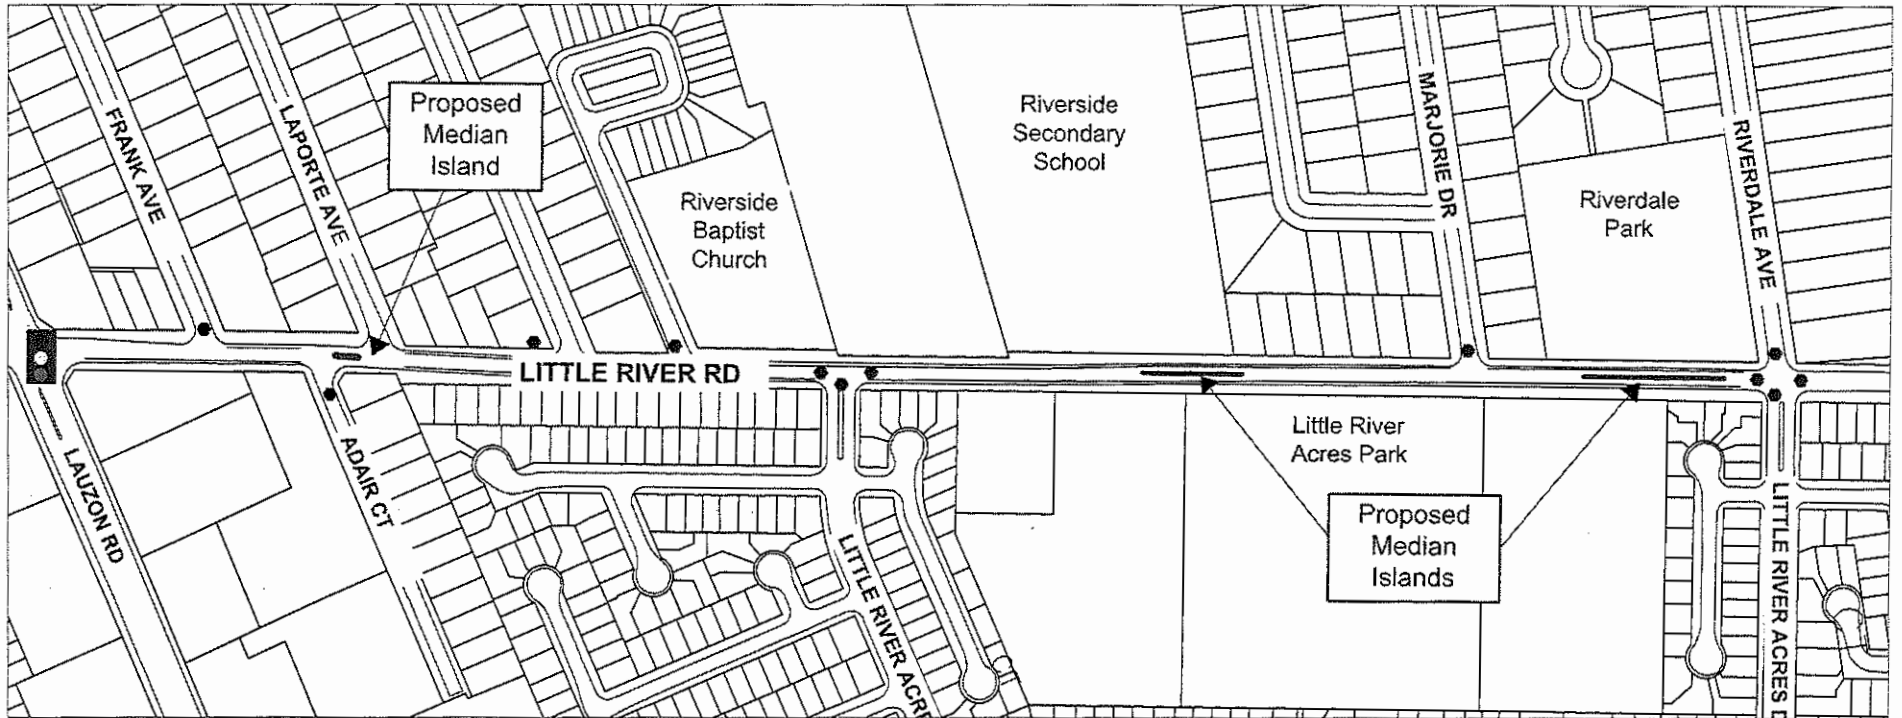 FRANK AVE
LAPORTE AVE
Proposed
Median
Island
Riverside
Baptist
Church
Riverside
Secondary
School
MARJORIE DR
Riverdale
Park
RIVERDALE AVE
LITTLE RIVER RD
LAUZON RD
ADAIR CT
LITTLE RIVER ACRE
Little River
Acres Park
Proposed
Median
Islands
LITTLE RIVER ACRES D